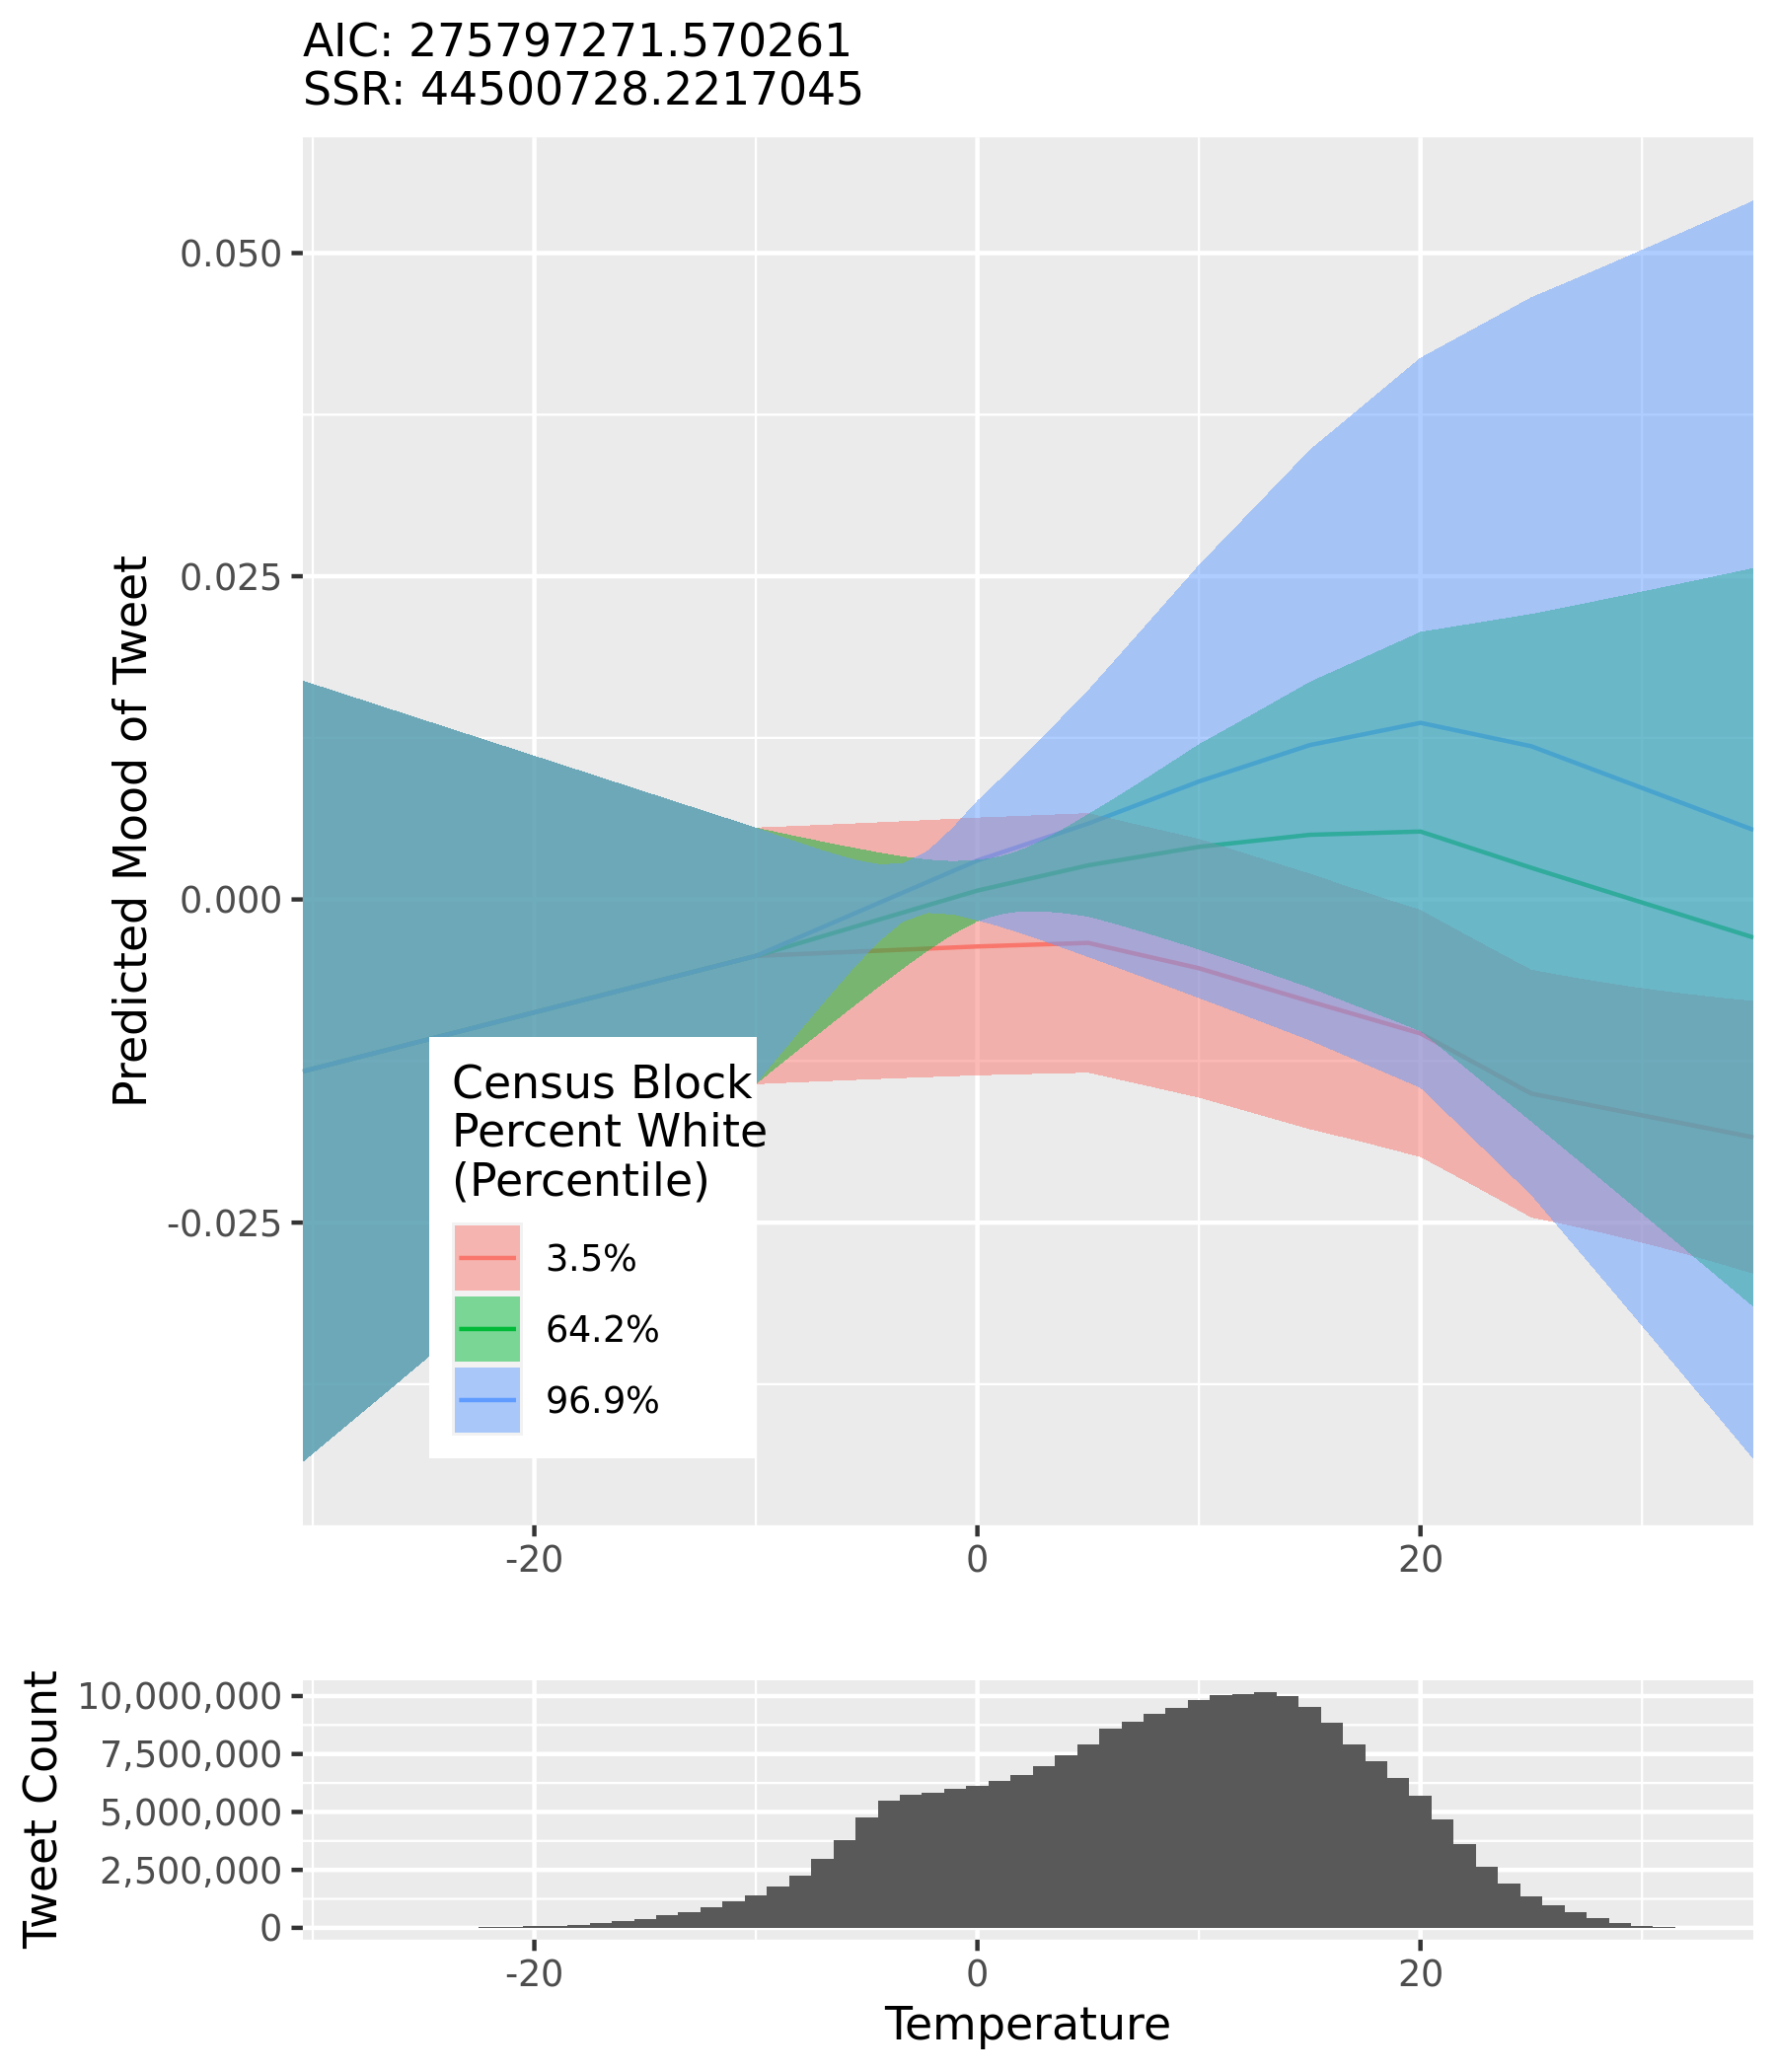 AIC: 275797271.570261
SSR: 44500728.2217045
Predicted Mood of Tweet
0.050
0.025
0.000
-0.025
Census Block
Percent White
(Percentile)
3.5%
64.2%
96.9%
-20 0 20
Tweet Count
10,000,000
7,500,000
5,000,000
2,500,000
0
-20 0 20
Temperature